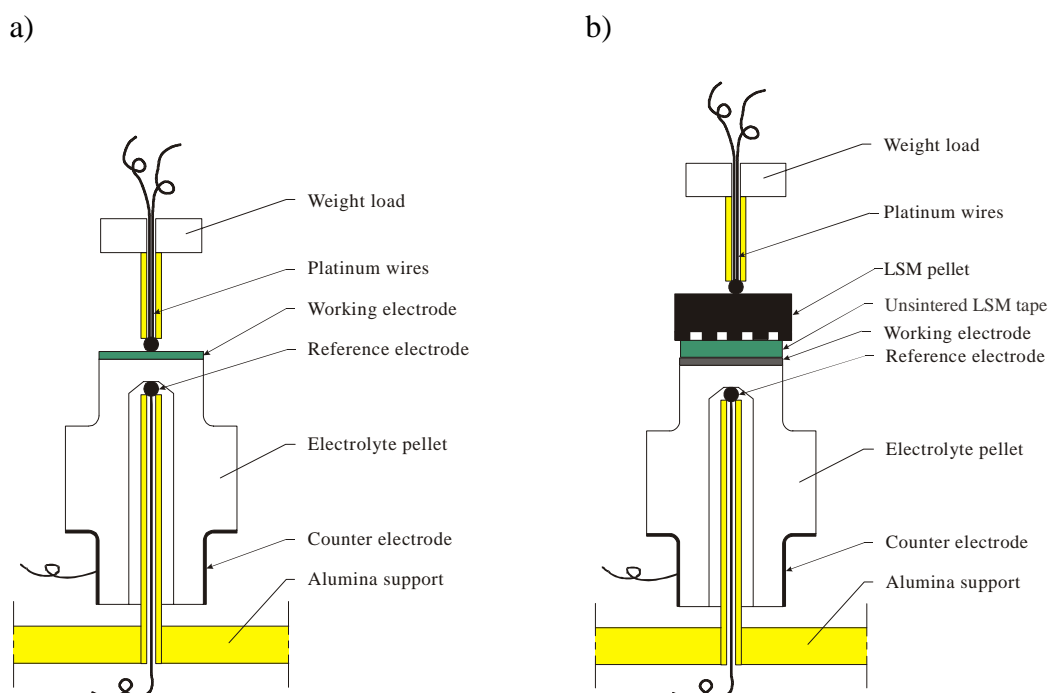 a)
Weight load
Platinum wires
Working electrode
Reference electrode
Electrolyte pellet
Counter electrode
Alumina support
b)
Weight load
Platinum wires
LSM pellet
Unsintered LSM tape
Working electrode
Reference electrode
Electrolyte pellet
Counter electrode
Alumina support